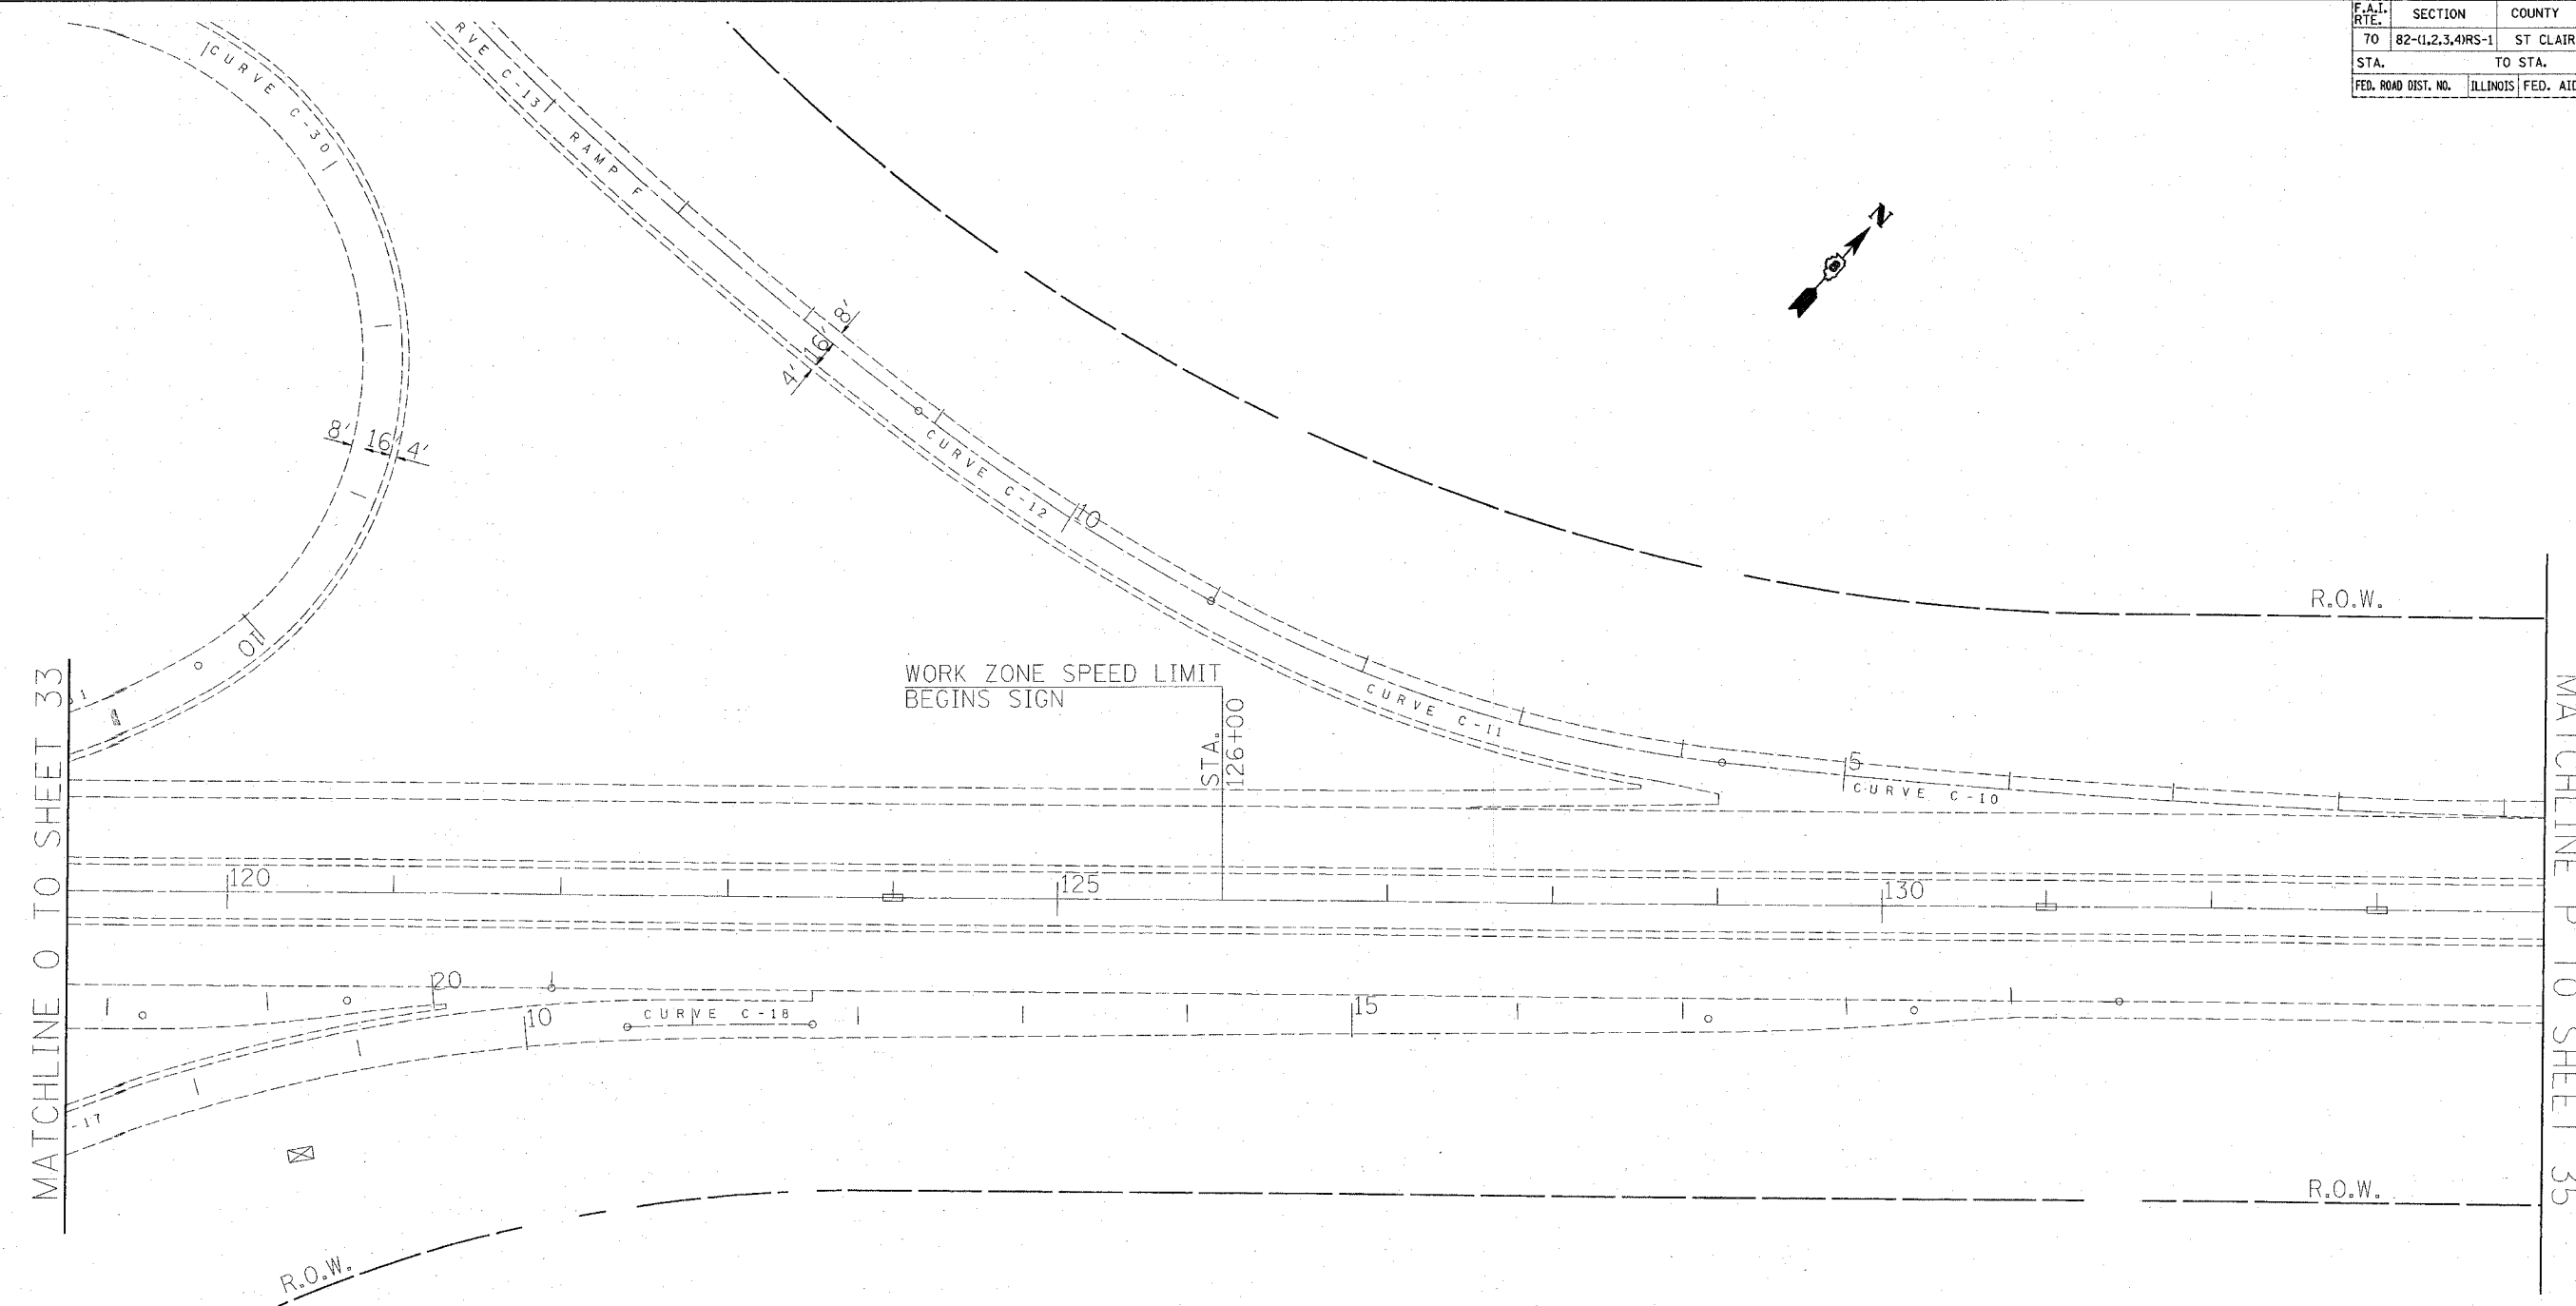 F.A.I. RTE. SECTION COUNTY
70 82-(1,2,3,4)RS-1 ST CLAIR
STA. TO STA.
FED. ROAD DIST. NO. ILLINOIS FED. AID
CURVE C-30
RVE C-13
RAMP F
N
8
8'
16'
4'
8'
16'
4'
CURVE C-12
10
R.O.W.
10
1
WORK ZONE SPEED LIMIT
BEGINS SIGN
STA.
126+00
CURVE C-11
5
CURVE C-10
120
125
130
20
10
CURVE C-18
15
-17
R.O.W.
R.O.W.
MATCHLINE O TO SHEET 33
MATCHLINE P TO SHEET 35